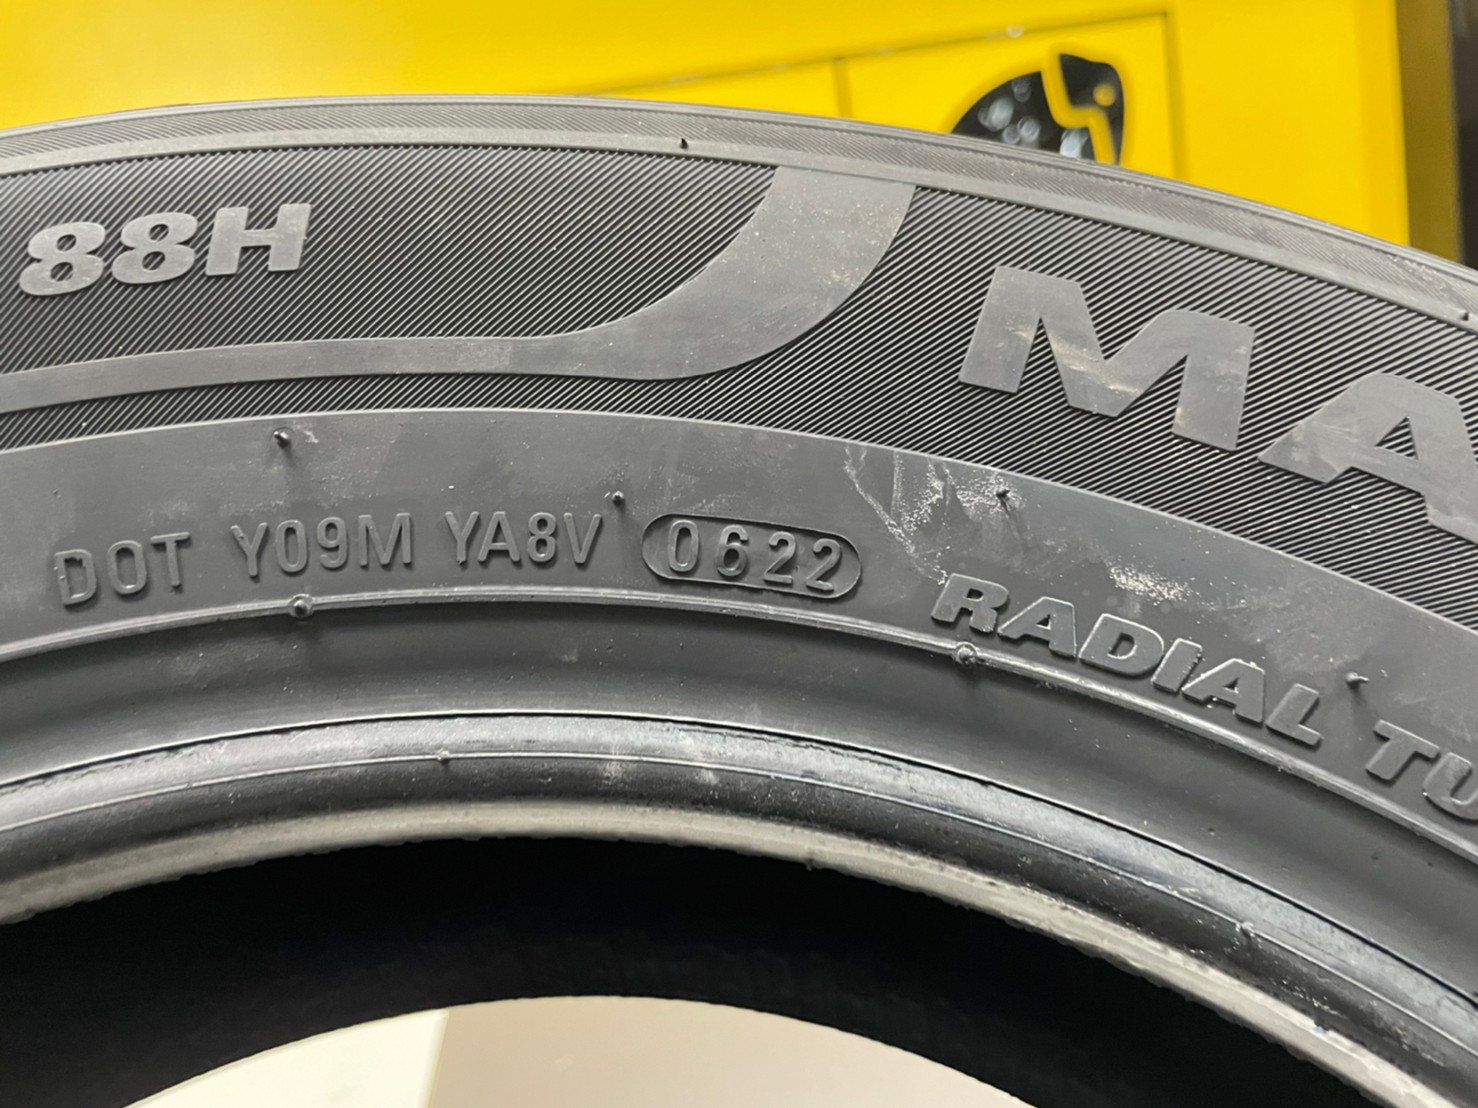 88H
MA
DOT Y09M YA8V 0622
RADIAL TU